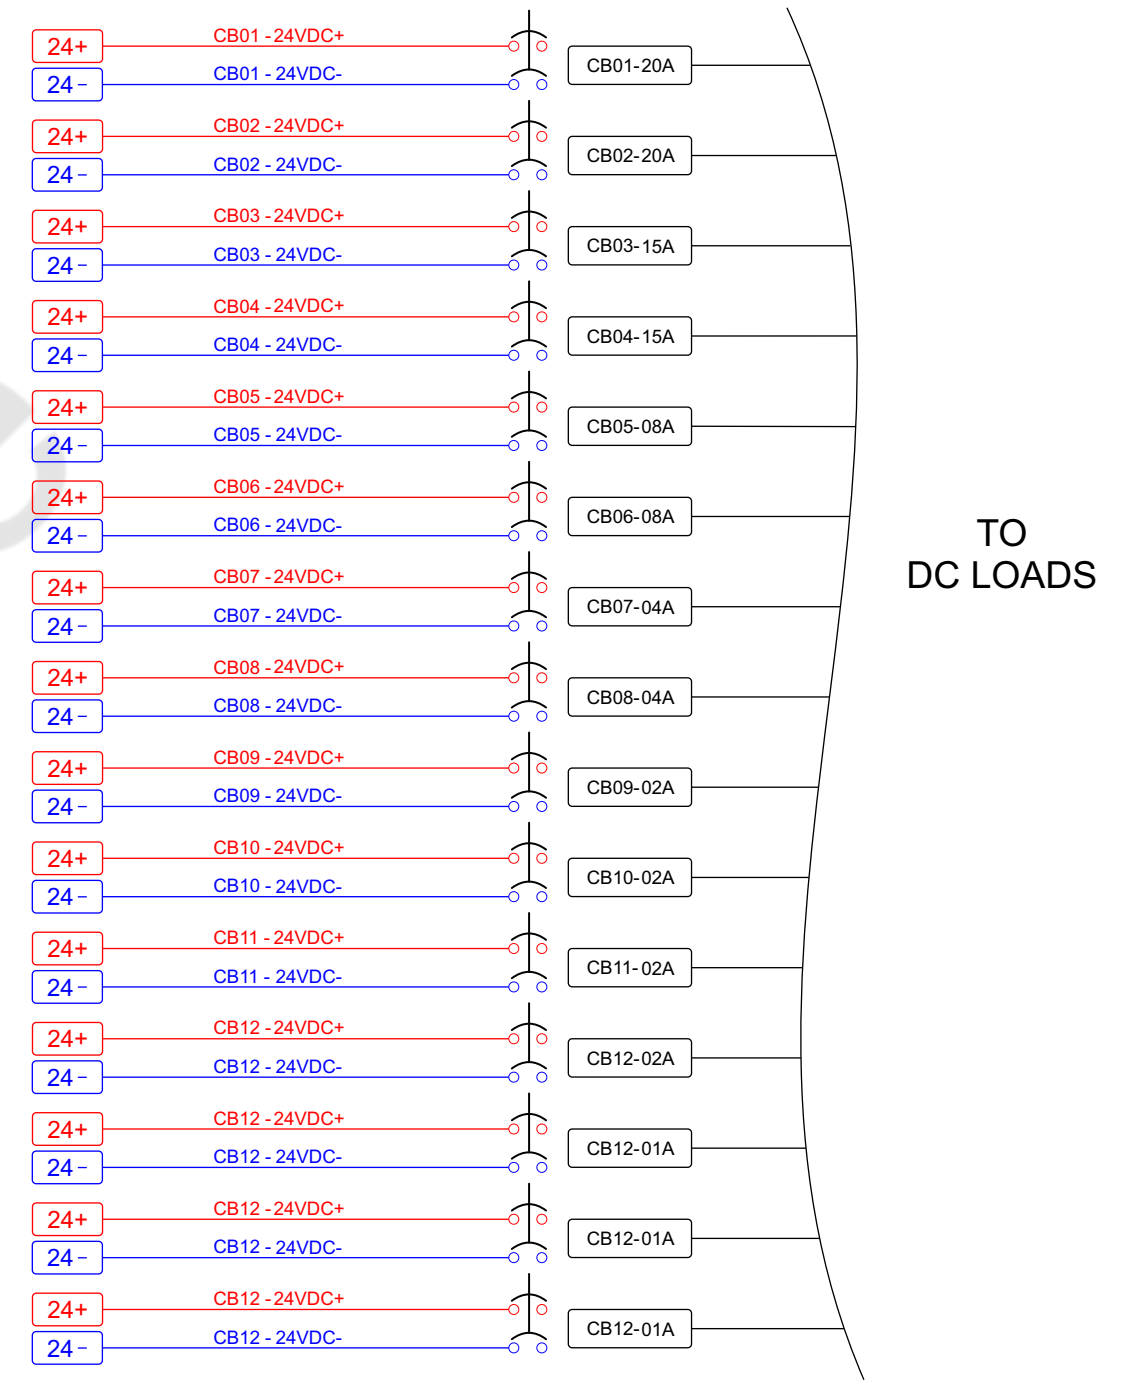 CB01 - 24VDC+
24+
CB01 - 24VDC-
24-
CB01-20A
CB02 - 24VDC+
24+
CB02 - 24VDC-
24-
CB02-20A
CB03 - 24VDC+
24+
CB03 - 24VDC-
24-
CB03-15A
CB04 - 24VDC+
24+
CB04 - 24VDC-
24-
CB04-15A
CB05 - 24VDC+
24+
CB05 - 24VDC-
24-
CB05-08A
CB06 - 24VDC+
24+
CB06 - 24VDC-
24-
CB06-08A
TO
DC LOADS
CB07 - 24VDC+
24+
CB07 - 24VDC-
24-
CB07-04A
CB08 - 24VDC+
24+
CB08 - 24VDC-
24-
CB08-04A
CB09 - 24VDC+
24+
CB09 - 24VDC-
24-
CB09-02A
CB10 - 24VDC+
24+
CB10 - 24VDC-
24-
CB10-02A
CB11 - 24VDC+
24+
CB11 - 24VDC-
24-
CB11-02A
CB12 - 24VDC+
24+
CB12 - 24VDC-
24-
CB12-02A
CB12 - 24VDC+
24+
CB12 - 24VDC-
24-
CB12-01A
CB12 - 24VDC+
24+
CB12 - 24VDC-
24-
CB12-01A
CB12 - 24VDC+
24+
CB12 - 24VDC-
24-
CB12-01A